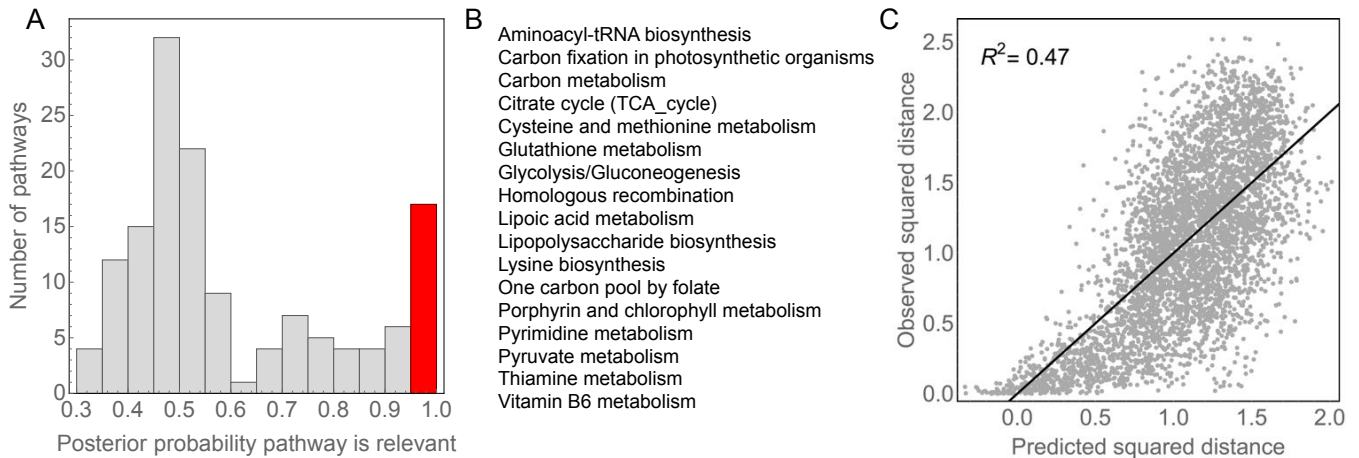 A
Number of pathways
30
25
20
15
10
5
0
0.3 0.4 0.5 0.6 0.7 0.8 0.9 1.0
Posterior probability pathway is relevant
B
Aminoacyl-tRNA biosynthesis
Carbon fixation in photosynthetic organisms
Carbon metabolism
Citrate cycle (TCA_cycle)
Cysteine and methionine metabolism
Glutathione metabolism
Glycolysis/Gluconeogenesis
Homologous recombination
Lipoic acid metabolism
Lipopolysaccharide biosynthesis
Lysine biosynthesis
One carbon pool by folate
Porphyrin and chlorophyll metabolism
Pyrimidine metabolism
Pyruvate metabolism
Thiamine metabolism
Vitamin B6 metabolism
C
R²= 0.47
Observed squared distance
2.5
2.0
1.5
1.0
0.5
0.0
0.0 0.5 1.0 1.5 2.0
Predicted squared distance